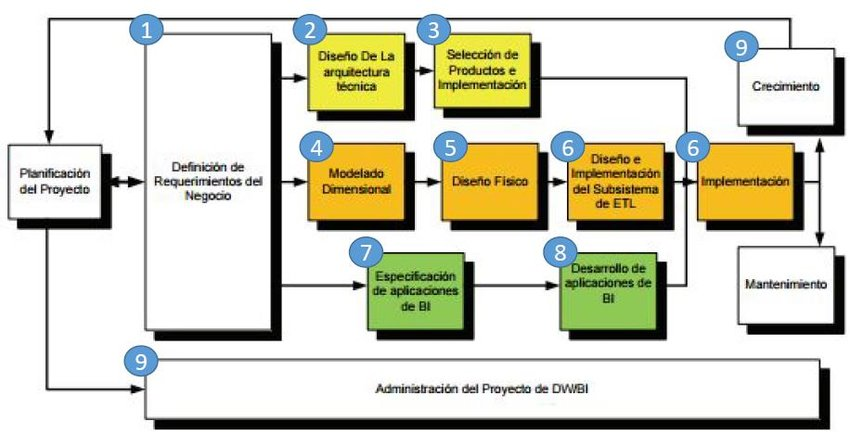 1
2
3
9
Diseño De La
arquitectura
técnica
Selección de
Productos e
Implementación
Crecimiento
4
5
6
6
Planificación
del Proyecto
Definición de
Requerimientos del
Negocio
Modelado
Dimensional
Diseño Físico
Diseño e
Implementación
del Subsistema
de ETL
Implementación
7
8
Especificación
de aplicaciones
de BI
Desarrollo de
aplicaciones de
BI
Mantenimiento
9
Administración del Proyecto de DW/BI